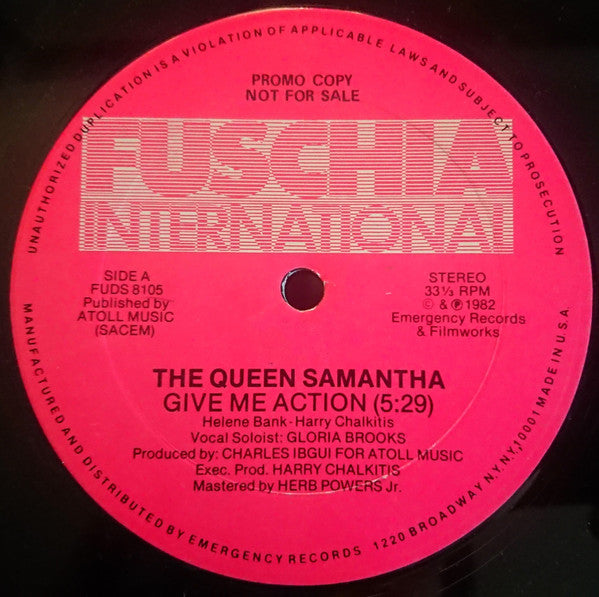 UNAUTHORIZED DUPLICATION IS A VIOLATION OF APPLICABLE LAWS AND SUBJECT TO PROSECUTION
PROMO COPY
NOT FOR SALE
FUSCHIA
INTERNATIONAL
SIDE A
FUDS 8105
Published by
ATOLL MUSIC
(SACEM)
STEREO
33⅓ RPM
© & ℗ 1982
Emergency Records
& Filmworks
THE QUEEN SAMANTHA
GIVE ME ACTION (5:29)
Helene Bank-Harry Chalkitis
Vocal Soloist: GLORIA BROOKS
Produced by: CHARLES IBGUI FOR ATOLL MUSIC
Exec. Prod. HARRY CHALKITIS
Mastered by HERB POWERS Jr.
MANUFACTURED AND DISTRIBUTED BY EMERGENCY RECORDS 1220 BROADWAY N.Y.N.Y. 10001 MADE IN U.S.A.